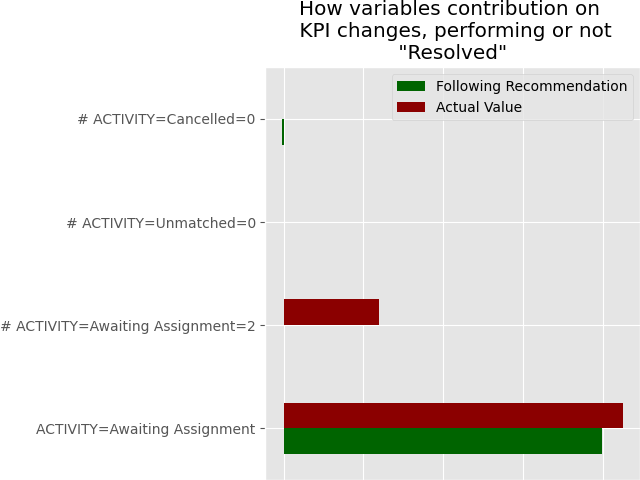 How variables contribution on
KPI changes, performing or not
"Resolved"
Following Recommendation
Actual Value
# ACTIVITY=Cancelled=0
# ACTIVITY=Unmatched=0
# ACTIVITY=Awaiting Assignment=2
ACTIVITY=Awaiting Assignment